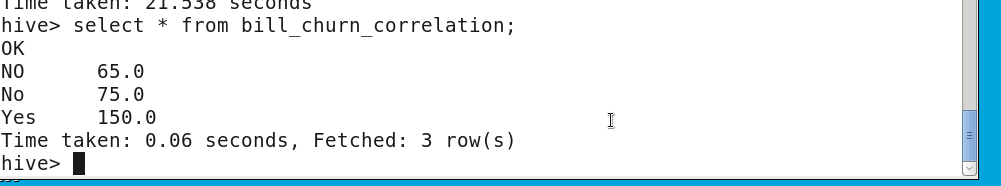 Time taken: 21.538 seconds
hive> select * from bill_churn_correlation;
OK
NO      65.0
No      75.0
Yes     150.0
Time taken: 0.06 seconds, Fetched: 3 row(s)
hive>